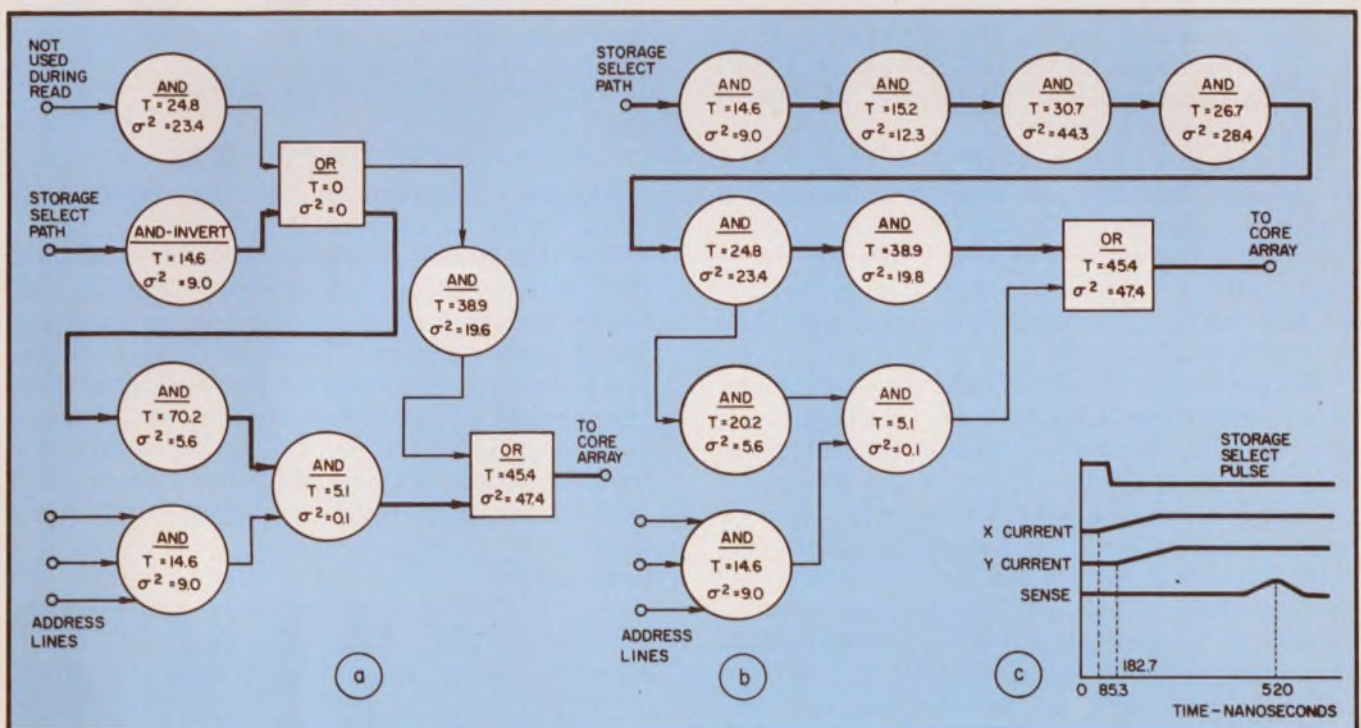 NOT
USED
DURING
READ
AND
T = 24.8
σ² = 23.4
OR
T = 0
σ² = 0
STORAGE
SELECT
PATH
AND-INVERT
T = 14.6
σ² = 9.0
AND
T = 38.9
σ² = 19.6
AND
T = 70.2
σ² = 5.6
AND
T = 5.1
σ² = 0.1
OR
T = 45.4
σ² = 47.4
TO
CORE
ARRAY
AND
T = 14.6
σ² = 9.0
ADDRESS
LINES
a
STORAGE
SELECT
PATH
AND
T = 14.6
σ² = 9.0
AND
T = 15.2
σ² = 12.3
AND
T = 30.7
σ² = 44.3
AND
T = 26.7
σ² = 28.4
AND
T = 24.8
σ² = 23.4
AND
T = 38.9
σ² = 19.8
OR
T = 45.4
σ² = 47.4
TO
CORE
ARRAY
AND
T = 20.2
σ² = 5.6
AND
T = 5.1
σ² = 0.1
AND
T = 14.6
σ² = 9.0
ADDRESS
LINES
b
STORAGE
SELECT
PULSE
X CURRENT
Y CURRENT
SENSE
182.7
0 85.3 520
TIME - NANOSECONDS
c